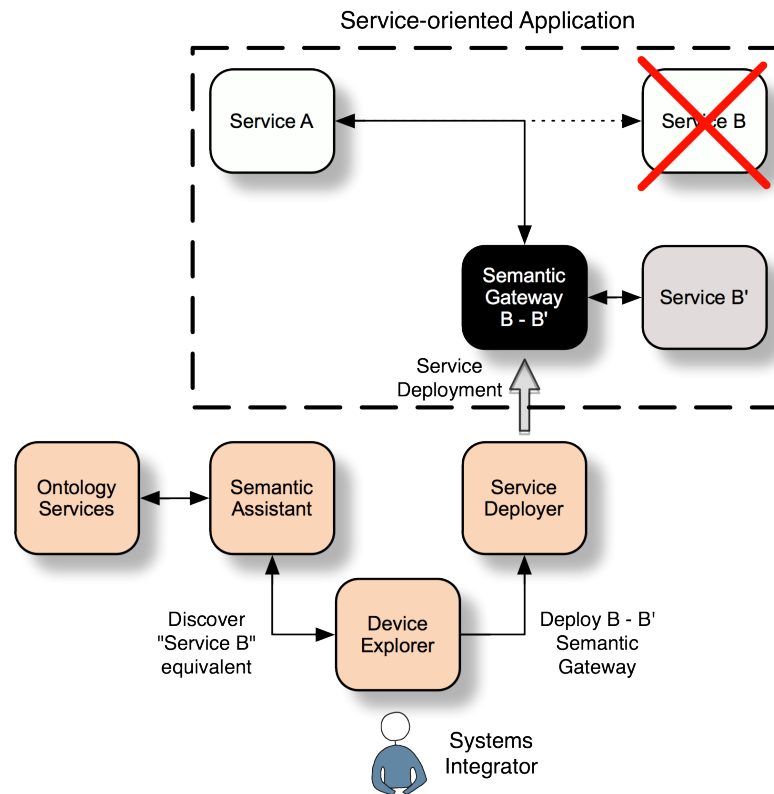 Service-oriented Application
Service A
Service B
Semantic
Gateway
B - B'
Service B'
Service
Deployment
Ontology
Services
Semantic
Assistant
Service
Deployer
Discover
"Service B"
equivalent
Device
Explorer
Deploy B - B'
Semantic
Gateway
Systems
Integrator